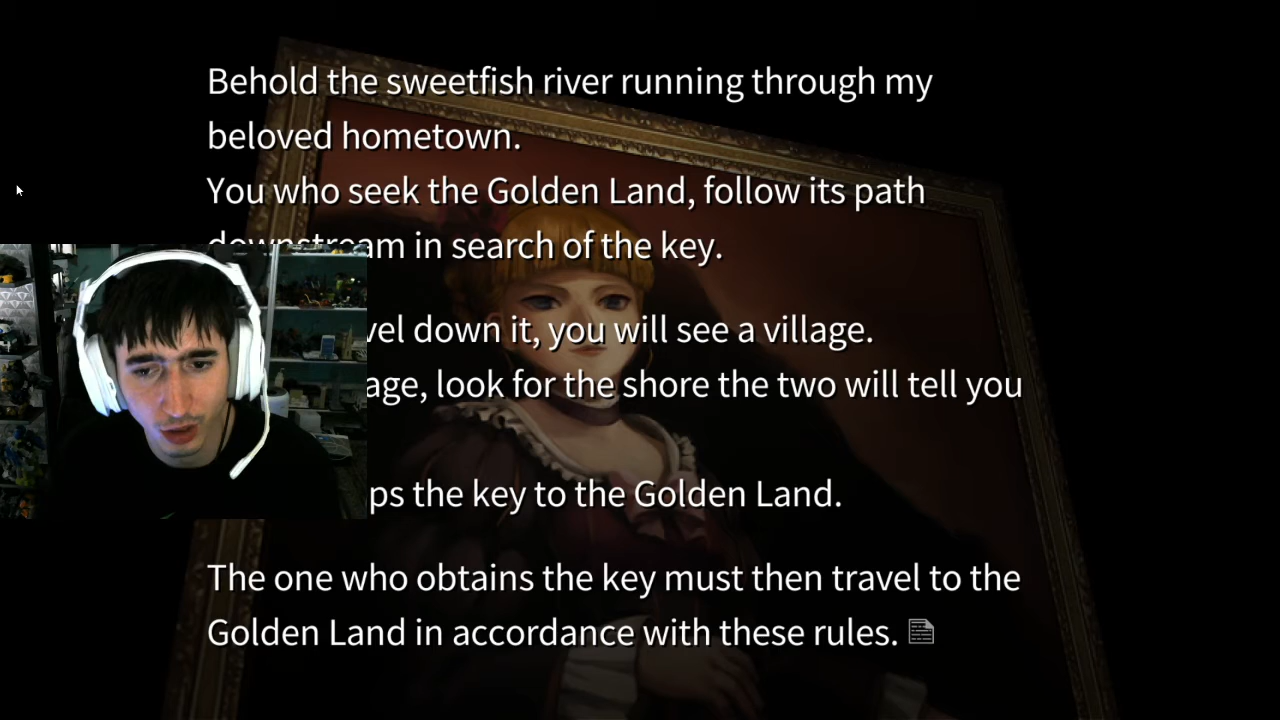 Behold the sweetfish river running through my
beloved hometown.
You who seek the Golden Land, follow its path
downstream in search of the key.
vel down it, you will see a village.
age, look for the shore the two will tell you
ps the key to the Golden Land.
The one who obtains the key must then travel to the
Golden Land in accordance with these rules.